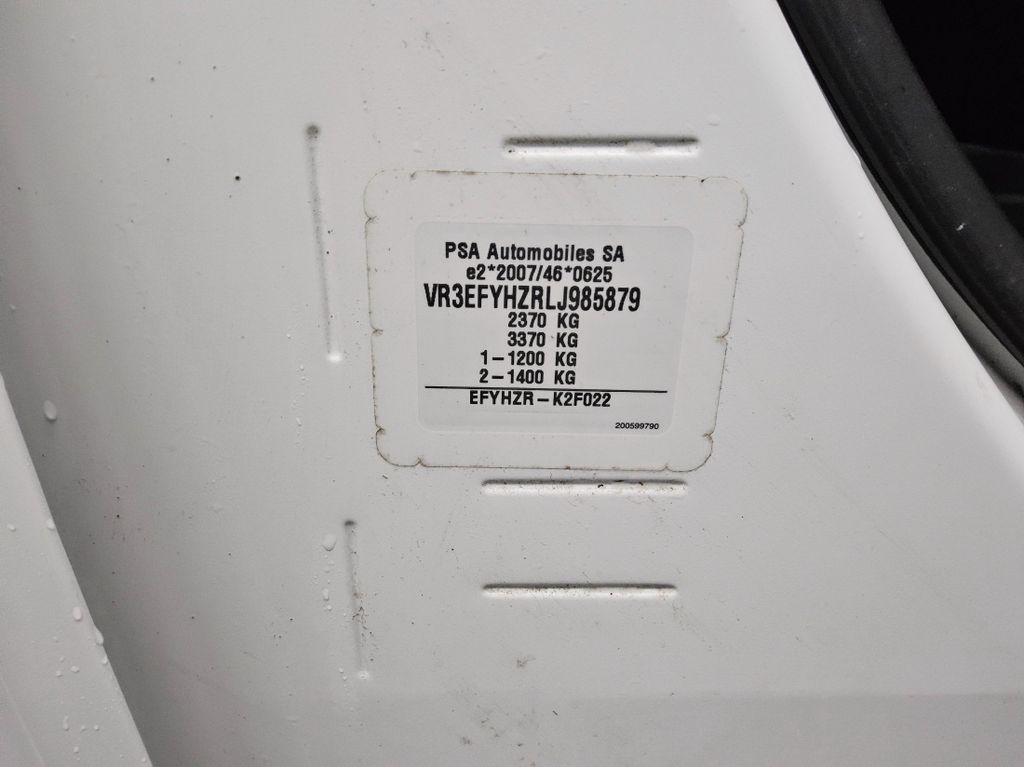 PSA Automobiles SA
e2*2007/46*0625
VR3EFYHZRLJ985879
2370 KG
3370 KG
1-1200 KG
2-1400 KG
EFYHZR-K2F022
200599790